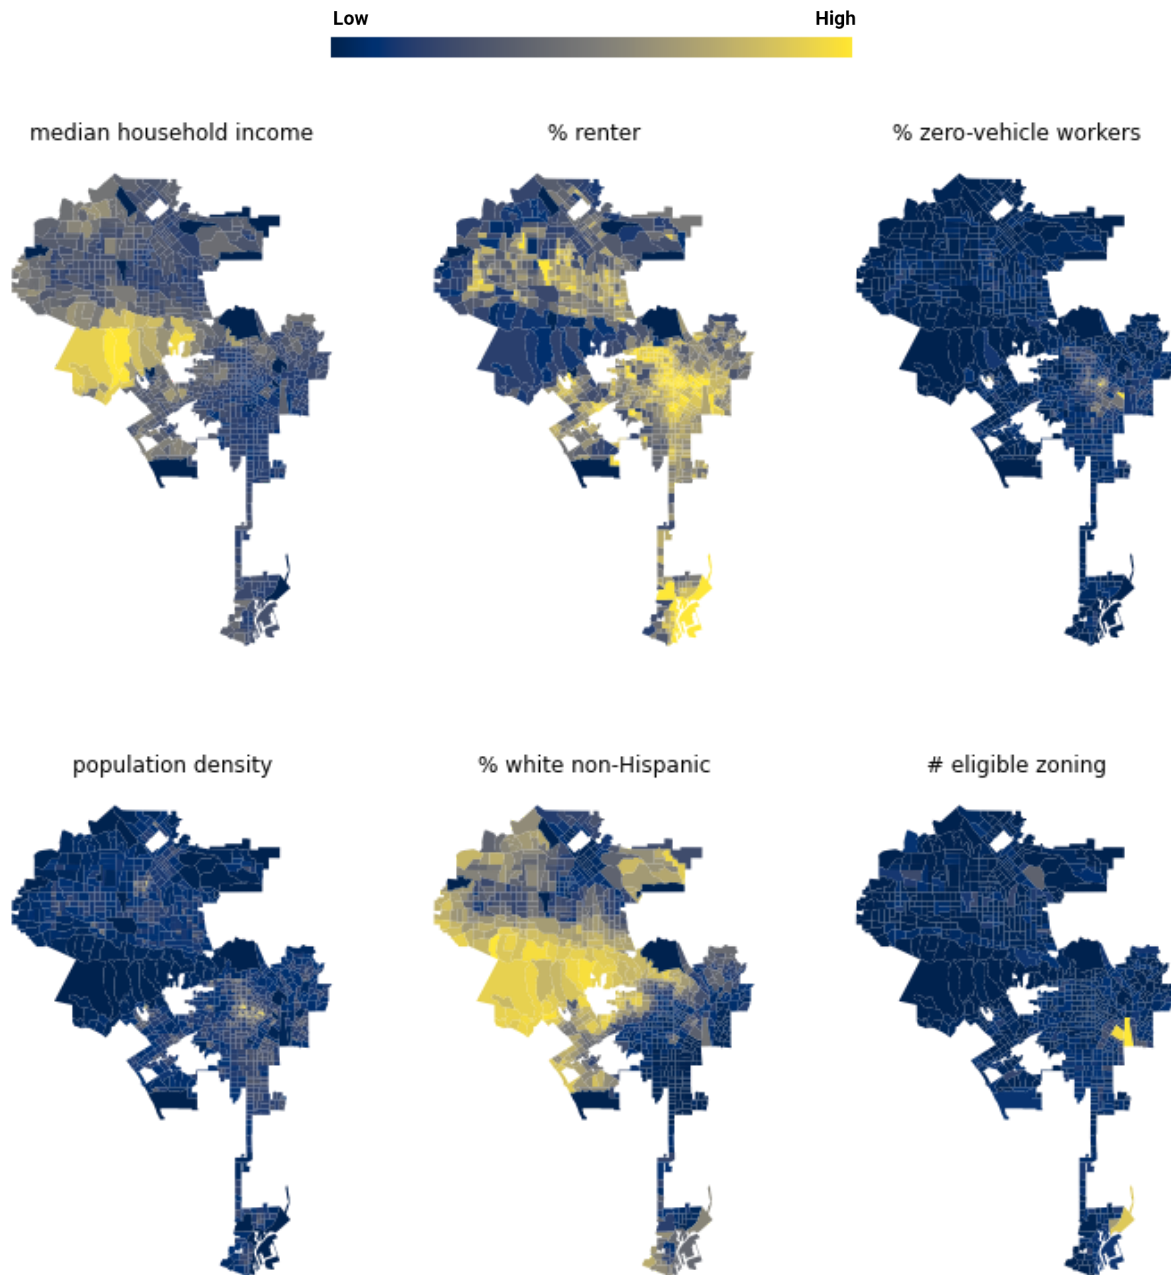 Low High
median household income % renter % zero-vehicle workers
population density % white non-Hispanic # eligible zoning